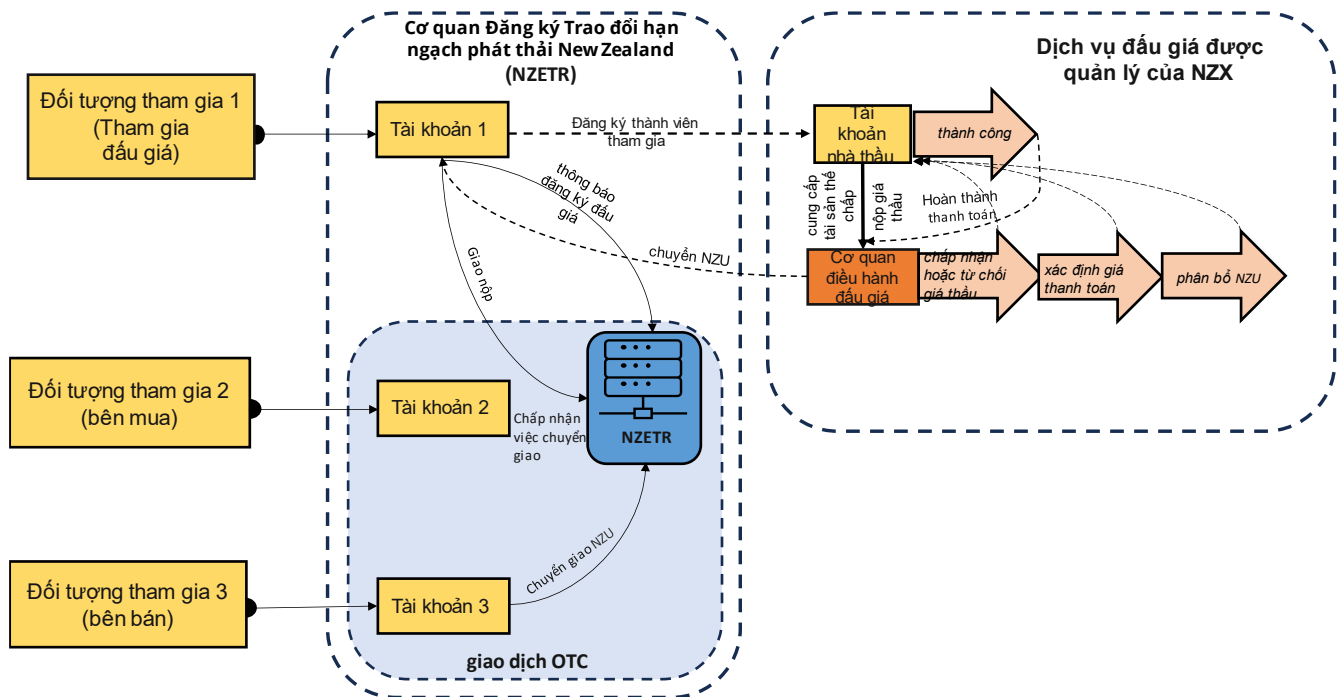 Cơ quan Đăng ký Trao đổi hạn
ngạch phát thải New Zealand
(NZETR)
Dịch vụ đấu giá được
quản lý của NZX
Đối tượng tham gia 1
(Tham gia
đấu giá)
Tài khoản 1
Đăng ký thành viên
tham gia
Tài
khoản
nhà thầu
thành công
thông báo
đăng ký đấu
giá
cung cấp
tài sản thế
chấp
nộp giá
thầu
Hoàn thành
thanh toán
chuyển NZU
Giao nộp
Cơ quan
điều hành
đấu giá
chấp nhận
hoặc từ chối
giá thầu
xác định giá
thanh toán
phân bổ NZU
Đối tượng tham gia 2
(bên mua)
Tài khoản 2
Chấp nhận
việc chuyển
giao
NZETR
Đối tượng tham gia 3
(bên bán)
Tài khoản 3
Chuyển giao NZU
giao dịch OTC